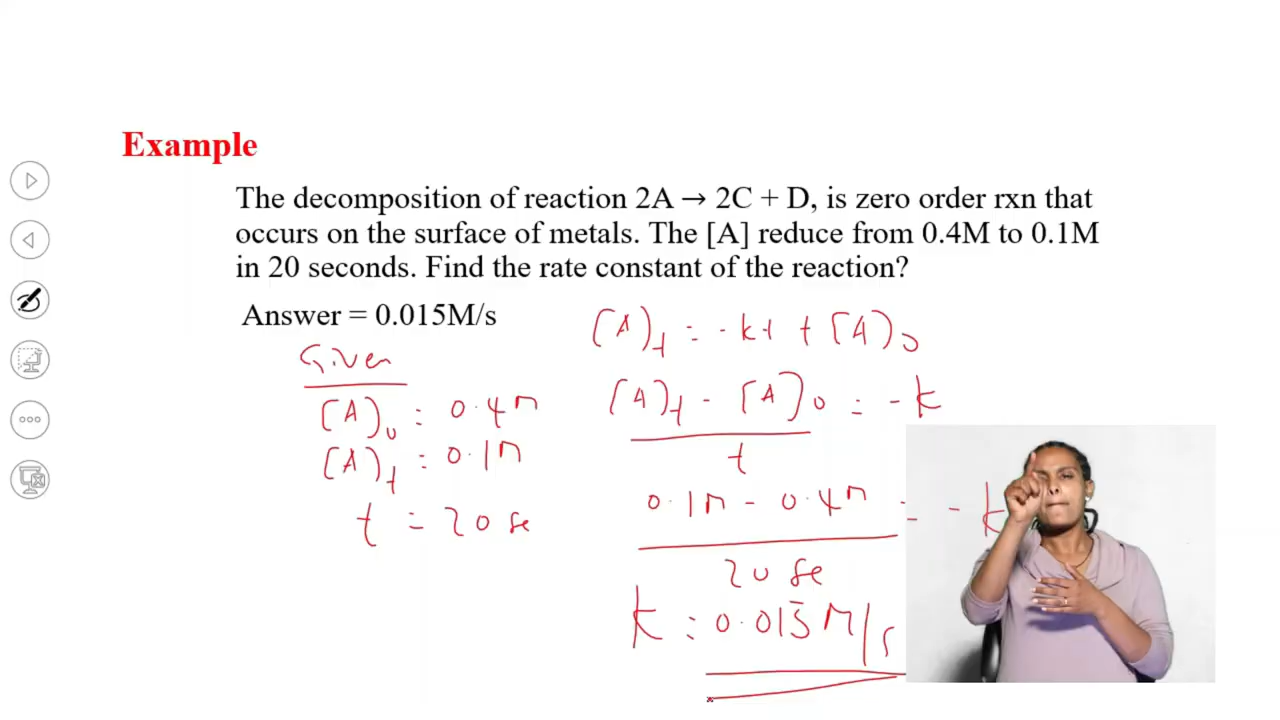 Example
The decomposition of reaction 2A → 2C + D, is zero order rxn that
occurs on the surface of metals. The [A] reduce from 0.4M to 0.1M
in 20 seconds. Find the rate constant of the reaction?
Answer = 0.015M/s
Given
[A]₀ = 0.4M
[A]t = 0.1M
t = 20 se
[A]t = -kt + [A]₀
[A]t - [A]₀ = -k
t
0.1M - 0.4M = -k
20 se
k = 0.015 M/s